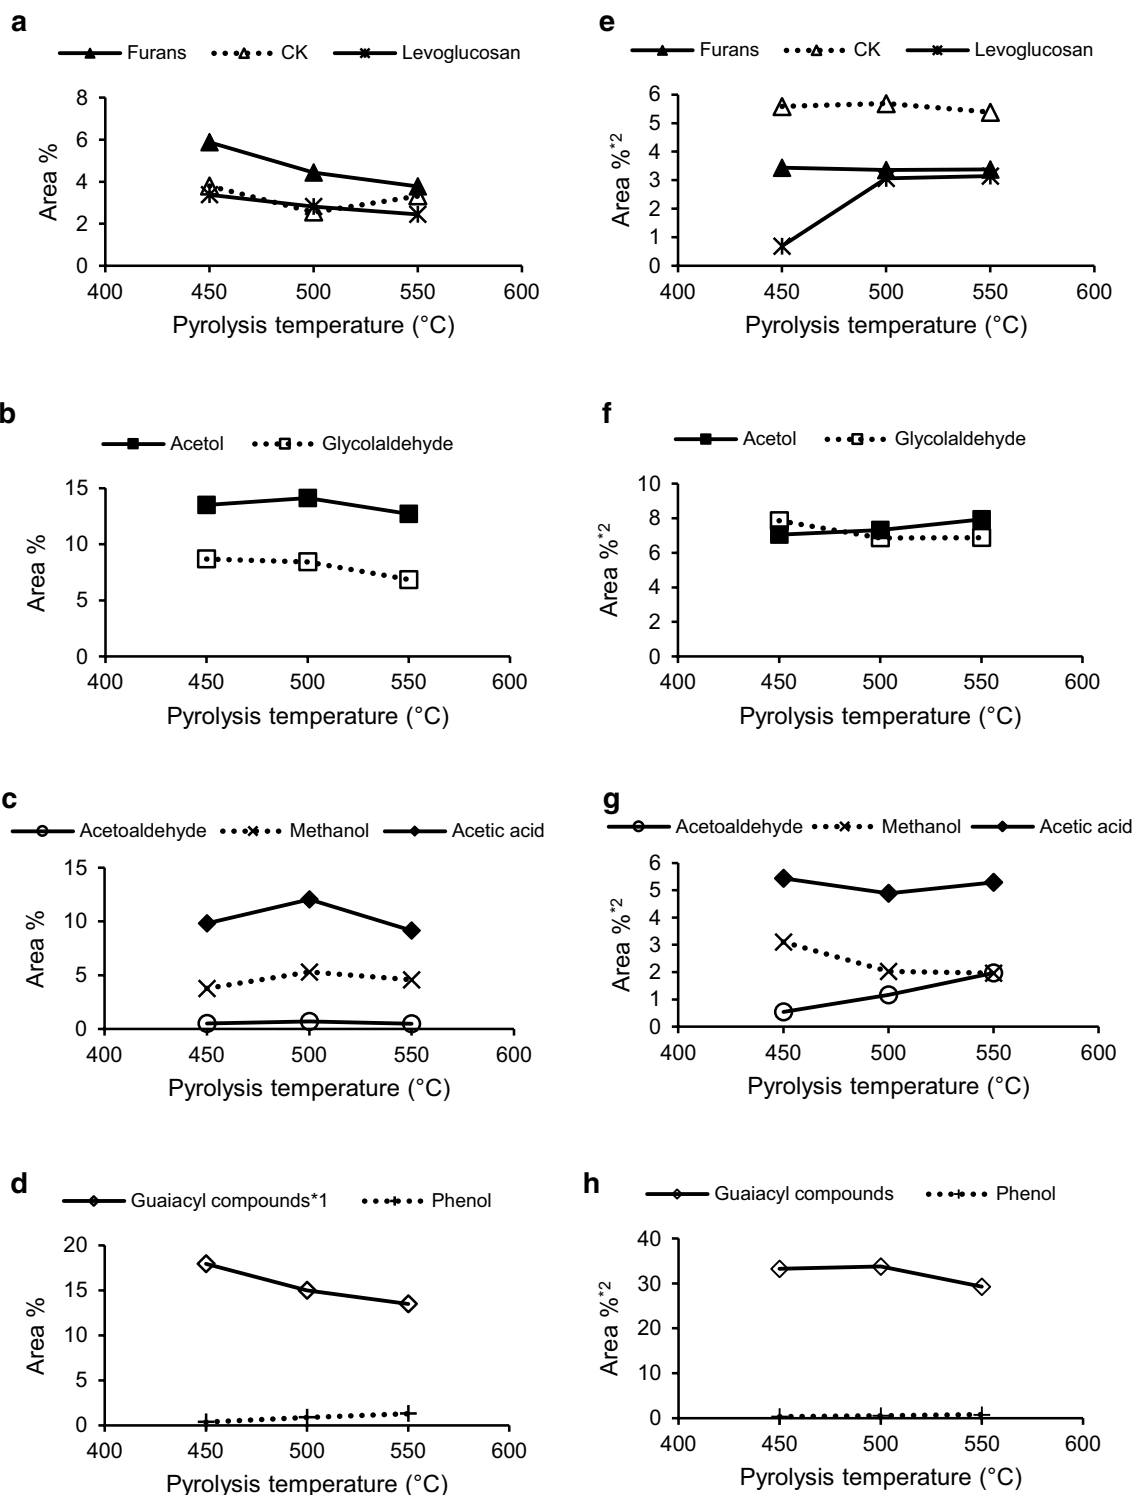 a
Furans CK Levoglucosan
8
6
4
2
0
Area %
400 450 500 550 600
Pyrolysis temperature (°C)
e
Furans CK Levoglucosan
6
5
4
3
2
1
0
Area %*2
400 450 500 550 600
Pyrolysis temperature (°C)
b
Acetol Glycolaldehyde
15
10
5
0
Area %
400 450 500 550 600
Pyrolysis temperature (°C)
f
Acetol Glycolaldehyde
10
8
6
4
2
0
Area %*2
400 450 500 550 600
Pyrolysis temperature (°C)
c
Acetoaldehyde Methanol Acetic acid
15
10
5
0
Area %
400 450 500 550 600
Pyrolysis temperature (°C)
g
Acetoaldehyde Methanol Acetic acid
6
5
4
3
2
1
0
Area %*2
400 450 500 550 600
Pyrolysis temperature (°C)
d
Guaiacyl compounds*1 Phenol
20
15
10
5
0
Area %
400 450 500 550 600
Pyrolysis temperature (°C)
h
Guaiacyl compounds Phenol
40
30
20
10
0
Area %*2
400 450 500 550 600
Pyrolysis temperature (°C)